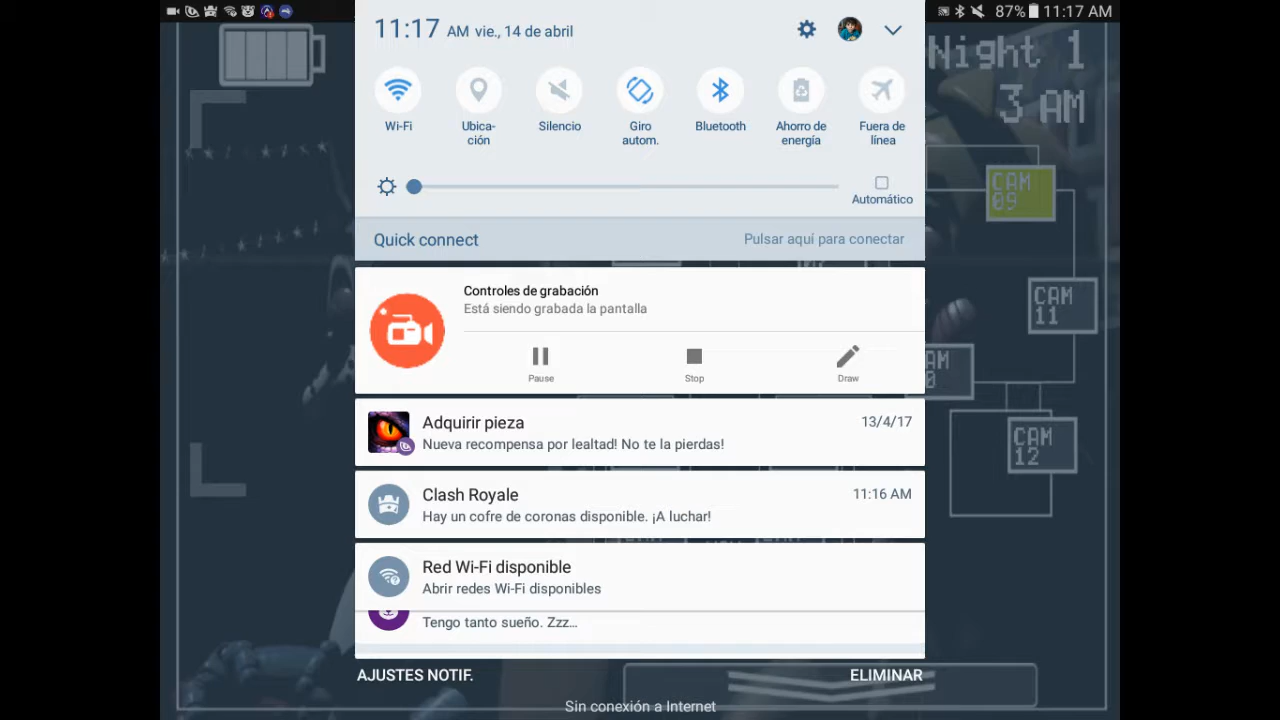 87% 11:17 AM
11:17 AM vie., 14 de abril
Night 1
3 AM
Wi-Fi
Ubica-
ción
Silencio
Giro
autom.
Bluetooth
Ahorro de
energía
Fuera de
línea
Automático
CAM
09
Quick connect
Pulsar aquí para conectar
Controles de grabación
Está siendo grabada la pantalla
CAM
11
Pause
Stop
Draw
Adquirir pieza
13/4/17
Nueva recompensa por lealtad! No te la pierdas!
CAM
12
Clash Royale
11:16 AM
Hay un cofre de coronas disponible. ¡A luchar!
Red Wi-Fi disponible
Abrir redes Wi-Fi disponibles
Tengo tanto sueño. Zzz…
AJUSTES NOTIF.
ELIMINAR
Sin conexión a Internet